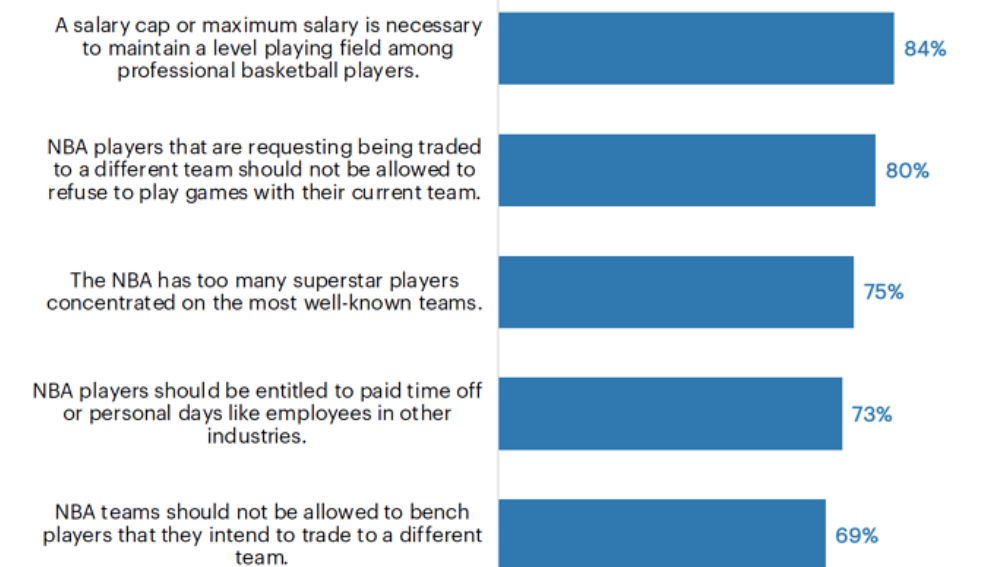 A salary cap or maximum salary is necessary
to maintain a level playing field among
professional basketball players.
84%
NBA players that are requesting being traded
to a different team should not be allowed to
refuse to play games with their current team.
80%
The NBA has too many superstar players
concentrated on the most well-known teams.
75%
NBA players should be entitled to paid time off
or personal days like employees in other
industries.
73%
NBA teams should not be allowed to bench
players that they intend to trade to a different
team.
69%